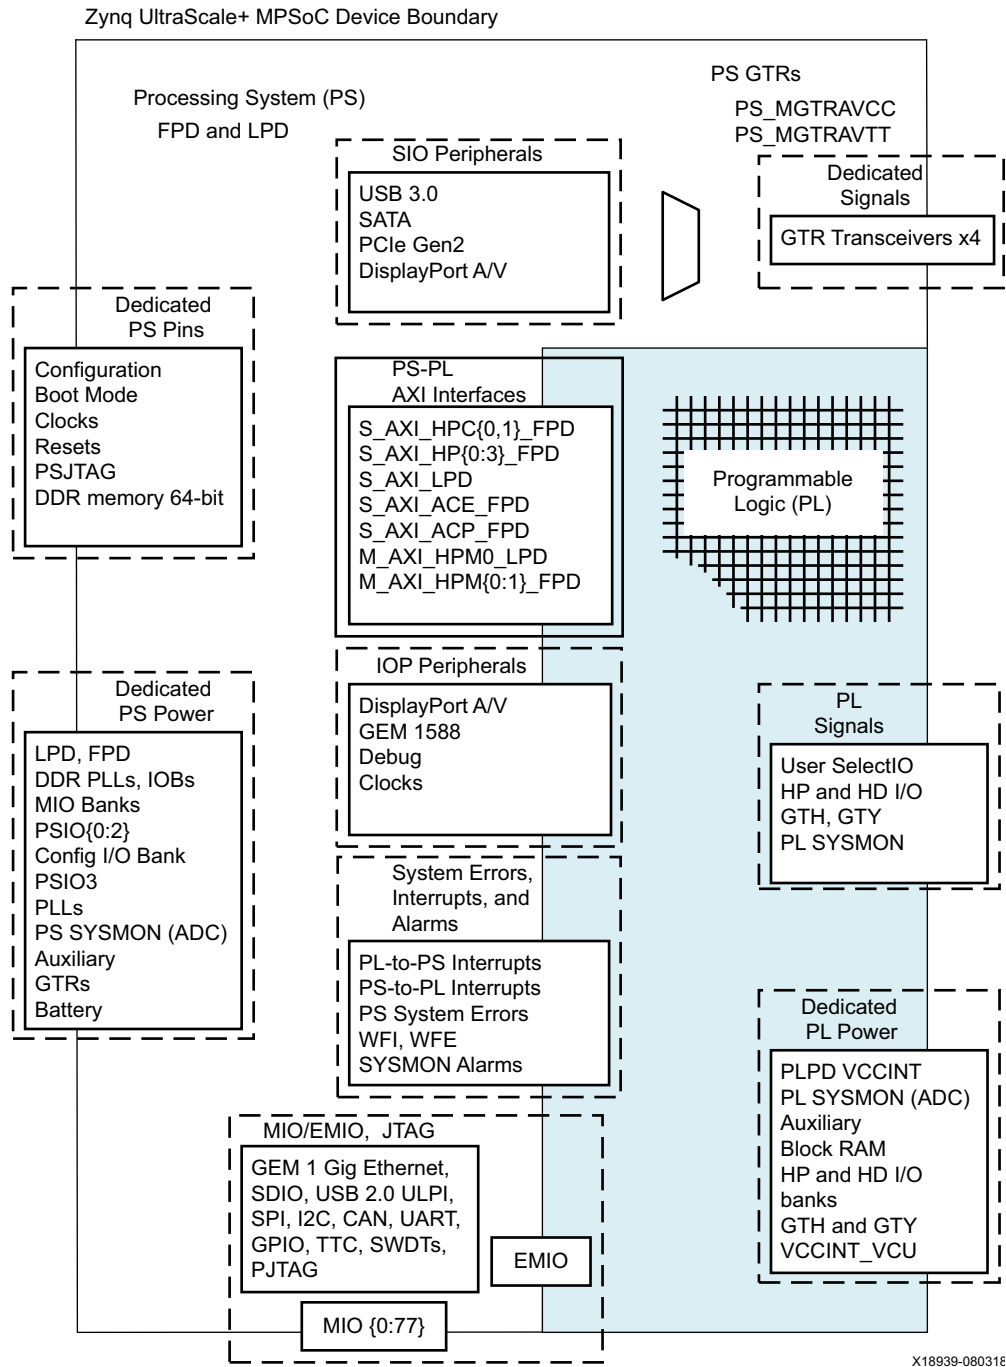 Zynq UltraScale+ MPSoC Device Boundary
Processing System (PS)
FPD and LPD
PS GTRs
PS_MGTRAVCC
PS_MGTRAVTT
SIO Peripherals
USB 3.0
SATA
PCIe Gen2
DisplayPort A/V
Dedicated
Signals
GTR Transceivers x4
Dedicated
PS Pins
Configuration
Boot Mode
Clocks
Resets
PSJTAG
DDR memory 64-bit
PS-PL
AXI Interfaces
S_AXI_HPC{0,1}_FPD
S_AXI_HP{0:3}_FPD
S_AXI_LPD
S_AXI_ACE_FPD
S_AXI_ACP_FPD
M_AXI_HPM0_LPD
M_AXI_HPM{0:1}_FPD
Programmable
Logic (PL)
Dedicated
PS Power
LPD, FPD
DDR PLLs, IOBs
MIO Banks
PSIO{0:2}
Config I/O Bank
PSIO3
PLLs
PS SYSMON (ADC)
Auxiliary
GTRs
Battery
IOP Peripherals
DisplayPort A/V
GEM 1588
Debug
Clocks
PL
Signals
User SelectIO
HP and HD I/O
GTH, GTY
PL SYSMON
System Errors,
Interrupts, and
Alarms
PL-to-PS Interrupts
PS-to-PL Interrupts
PS System Errors
WFI, WFE
SYSMON Alarms
Dedicated
PL Power
PLPD VCCINT
PL SYSMON (ADC)
Auxiliary
Block RAM
HP and HD I/O
banks
GTH and GTY
VCCINT_VCU
MIO/EMIO, JTAG
GEM 1 Gig Ethernet,
SDIO, USB 2.0 ULPI,
SPI, I2C, CAN, UART,
GPIO, TTC, SWDTs,
PJTAG
EMIO
MIO {0:77}
X18939-080318